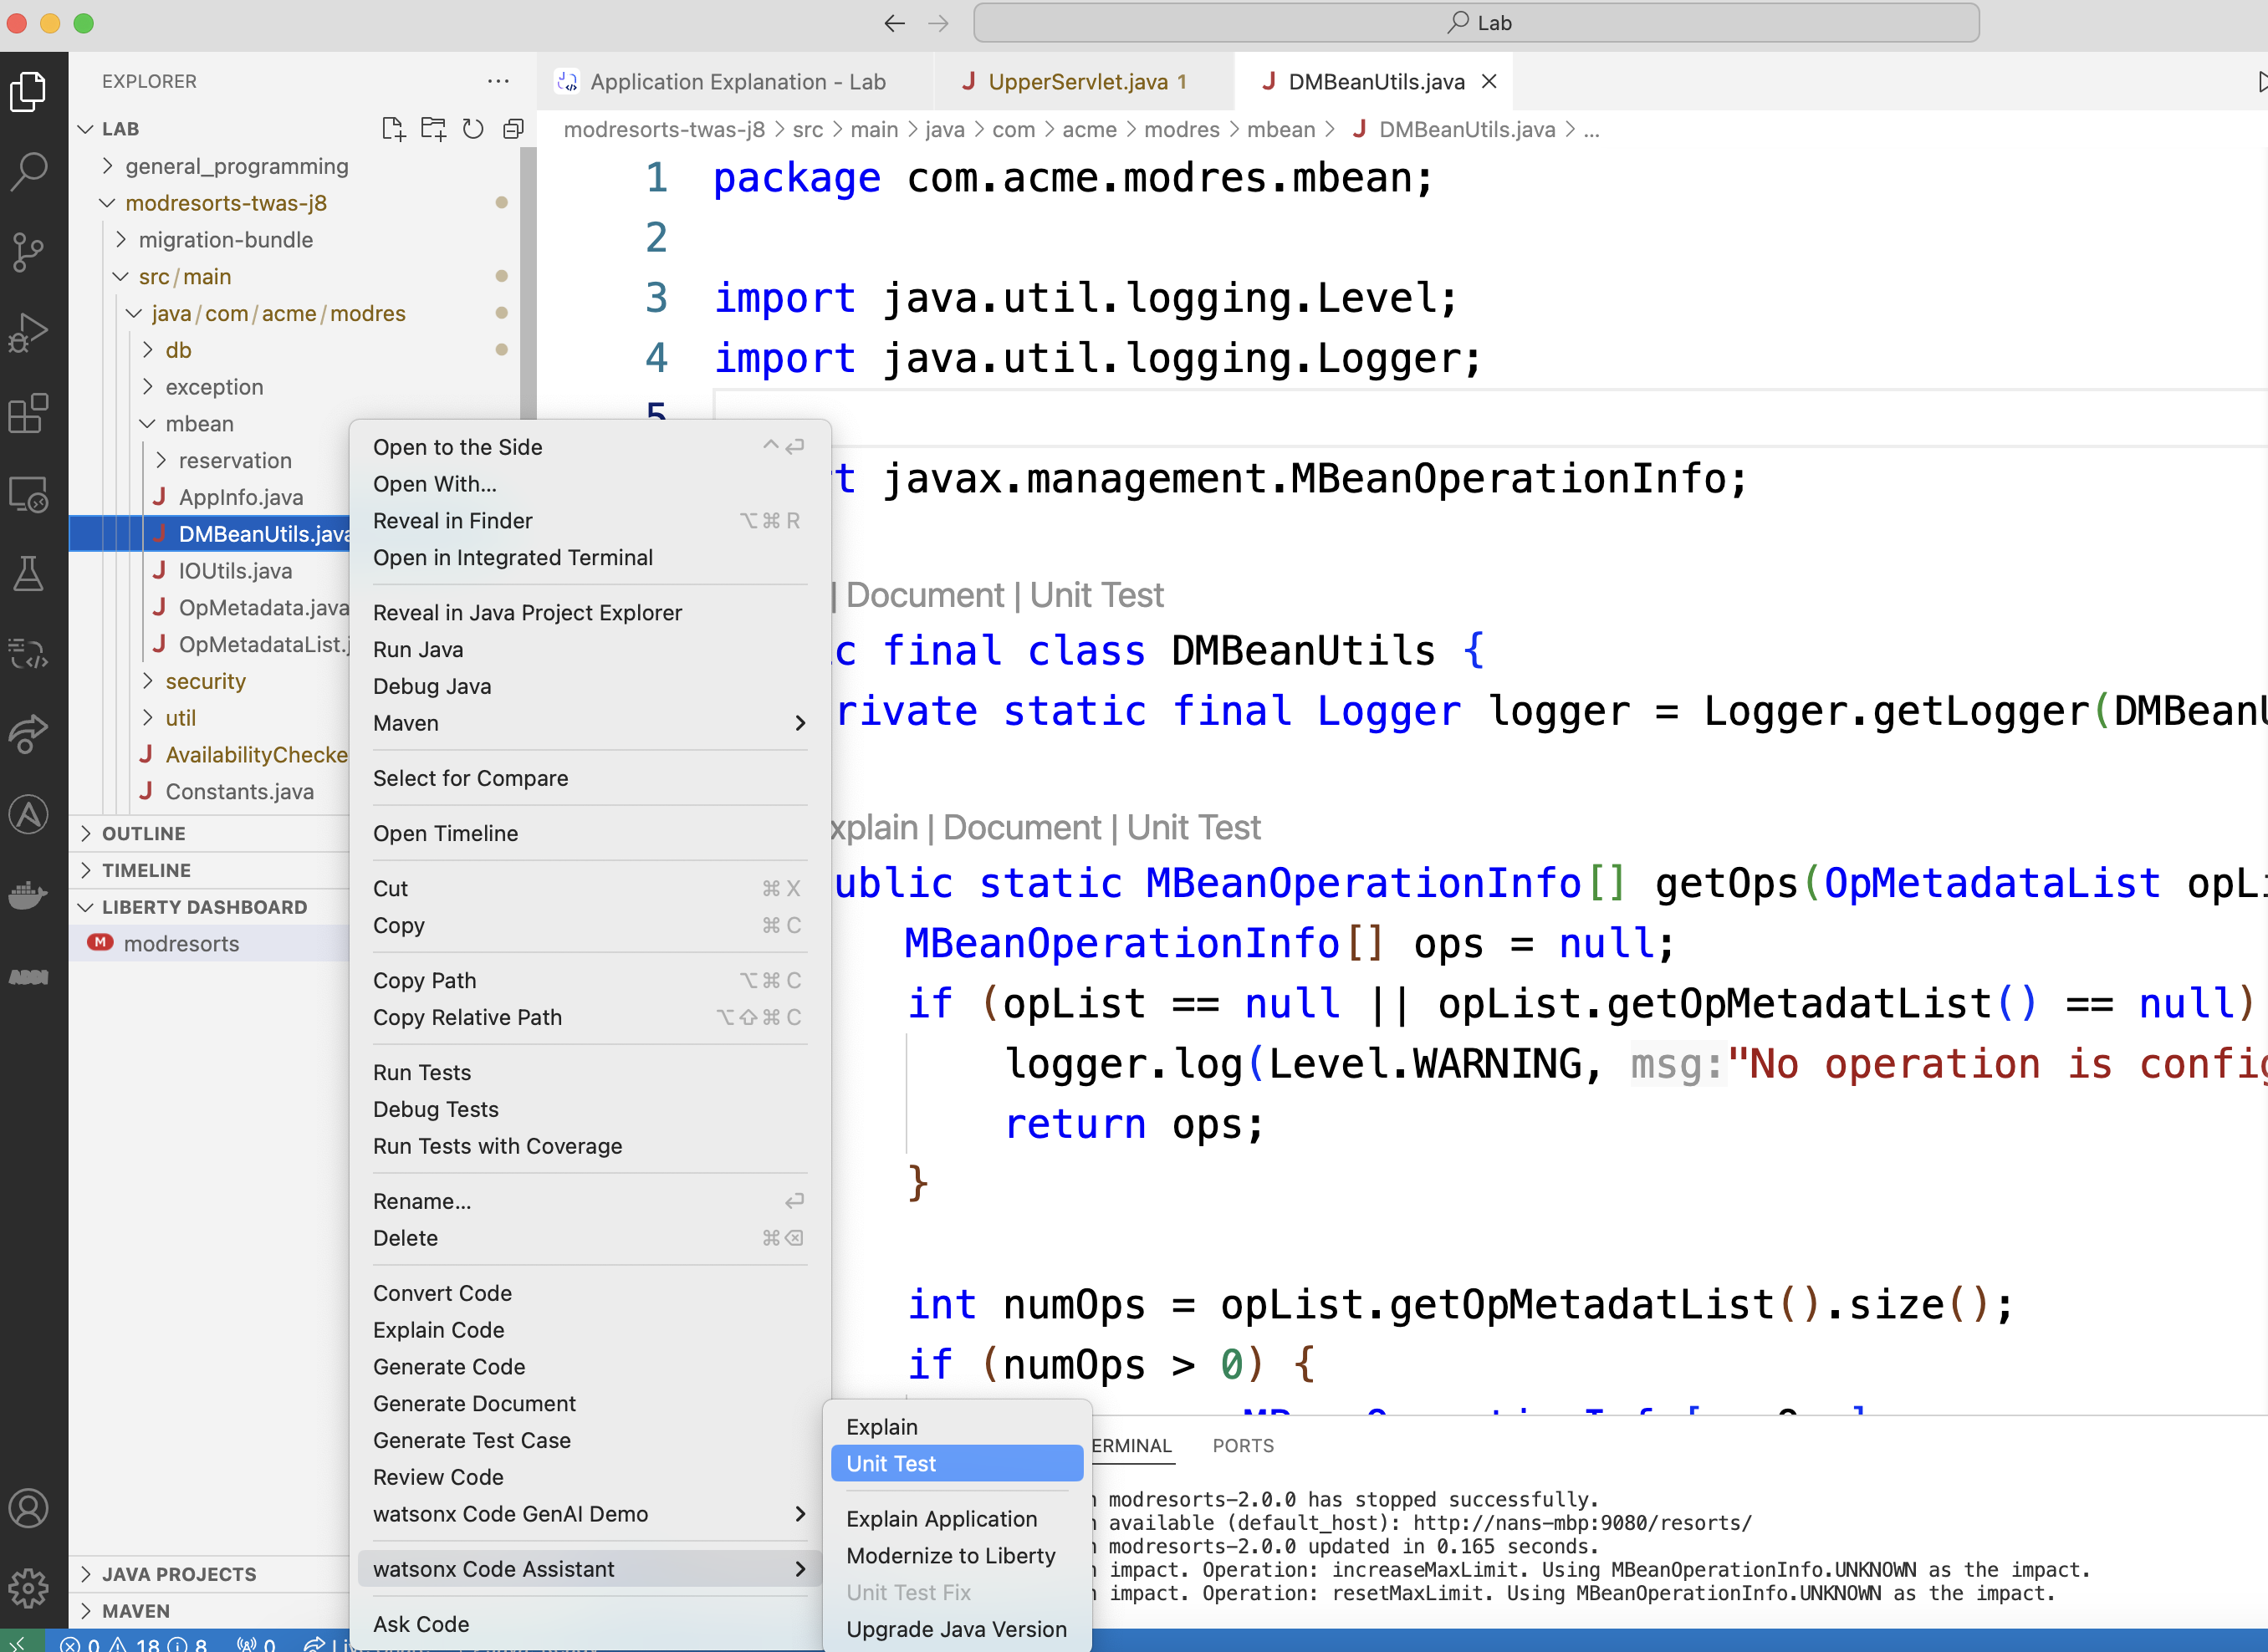 Lab
EXPLORER
LAB
general_programming
modresorts-twas-j8
migration-bundle
src/main
java/com/acme/modres
db
exception
mbean
reservation
AppInfo.java
DMBeanUtils.java
IOUtils.java
OpMetadata.java
OpMetadataList.j
security
util
AvailabilityChecke
Constants.java
OUTLINE
TIMELINE
LIBERTY DASHBOARD
M modresorts
JAVA PROJECTS
MAVEN
Application Explanation - Lab
J UpperServlet.java 1
J DMBeanUtils.java
modresorts-twas-j8 > src > main > java > com > acme > modres > mbean > J DMBeanUtils.java > ...
1 package com.acme.modres.mbean;
2
3 import java.util.logging.Level;
4 import java.util.logging.Logger;
5
t javax.management.MBeanOperationInfo;
| Document | Unit Test
c final class DMBeanUtils {
rivate static final Logger logger = Logger.getLogger(DMBean
xplain | Document | Unit Test
ublic static MBeanOperationInfo[] getOps(OpMetadataList opLi
MBeanOperationInfo[] ops = null;
if (opList == null || opList.getOpMetadatList() == null)
logger.log(Level.WARNING, msg:"No operation is config
return ops;
}
int numOps = opList.getOpMetadatList().size();
if (numOps > 0) {
Open to the Side
Open With...
Reveal in Finder ⌥⌘R
Open in Integrated Terminal
Reveal in Java Project Explorer
Run Java
Debug Java
Maven
Select for Compare
Open Timeline
Cut ⌘X
Copy ⌘C
Copy Path ⌥⌘C
Copy Relative Path ⌥⇧⌘C
Run Tests
Debug Tests
Run Tests with Coverage
Rename...
Delete
Convert Code
Explain Code
Generate Code
Generate Document
Generate Test Case
Review Code
watsonx Code GenAI Demo
watsonx Code Assistant
Ask Code
Explain
Unit Test
Explain Application
Modernize to Liberty
Unit Test Fix
Upgrade Java Version
ERMINAL
PORTS
n modresorts-2.0.0 has stopped successfully.
n available (default_host): http://nans-mbp:9080/resorts/
n modresorts-2.0.0 updated in 0.165 seconds.
n impact. Operation: increaseMaxLimit. Using MBeanOperationInfo.UNKNOWN as the impact.
n impact. Operation: resetMaxLimit. Using MBeanOperationInfo.UNKNOWN as the impact.
0 18 8 0